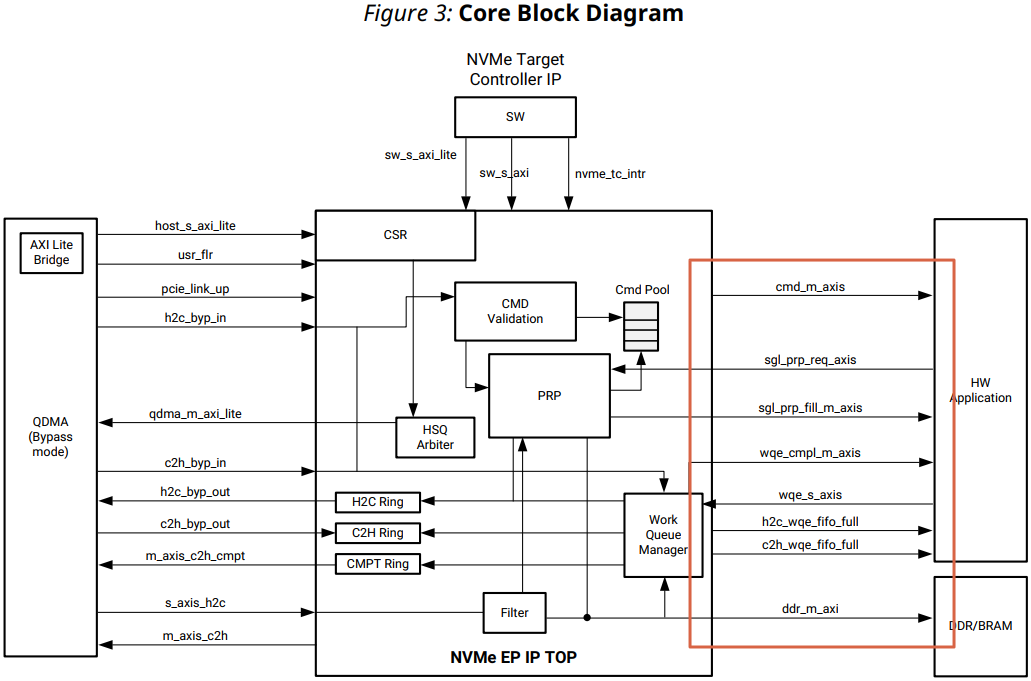 Figure 3: Core Block Diagram
NVMe Target
Controller IP
SW
sw_s_axi_lite
sw_s_axi
nvme_tc_intr
AXI Lite
Bridge
QDMA
(Bypass
mode)
host_s_axi_lite
usr_flr
pcie_link_up
h2c_byp_in
qdma_m_axi_lite
c2h_byp_in
h2c_byp_out
c2h_byp_out
m_axis_c2h_cmpt
s_axis_h2c
m_axis_c2h
CSR
CMD
Validation
Cmd Pool
PRP
HSQ
Arbiter
H2C Ring
C2H Ring
CMPT Ring
Work
Queue
Manager
Filter
NVMe EP IP TOP
cmd_m_axis
sgl_prp_req_axis
sgl_prp_fill_m_axis
wqe_cmpl_m_axis
wqe_s_axis
h2c_wqe_fifo_full
c2h_wqe_fifo_full
ddr_m_axi
HW
Application
DDR/BRAM